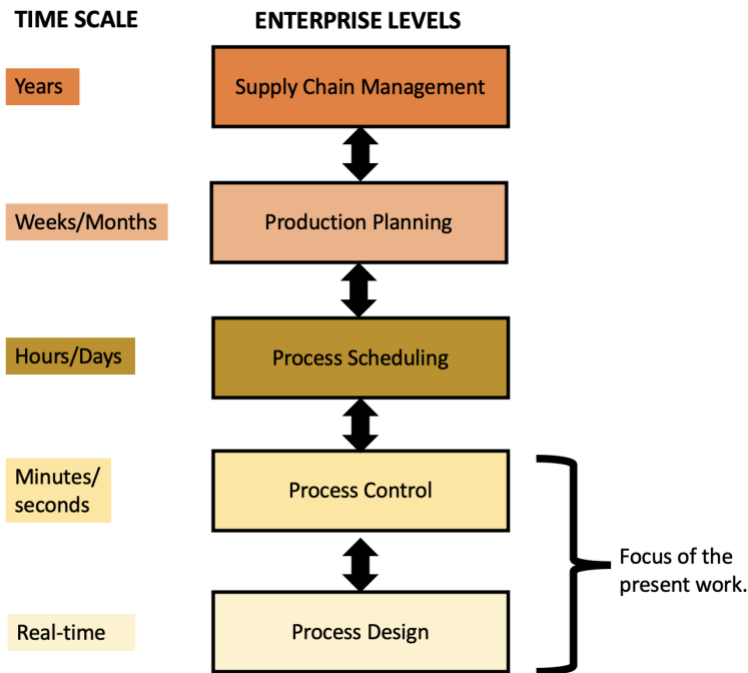 TIME SCALE
ENTERPRISE LEVELS
Years
Supply Chain Management
Weeks/Months
Production Planning
Hours/Days
Process Scheduling
Minutes/
seconds
Process Control
Focus of the
present work.
Real-time
Process Design